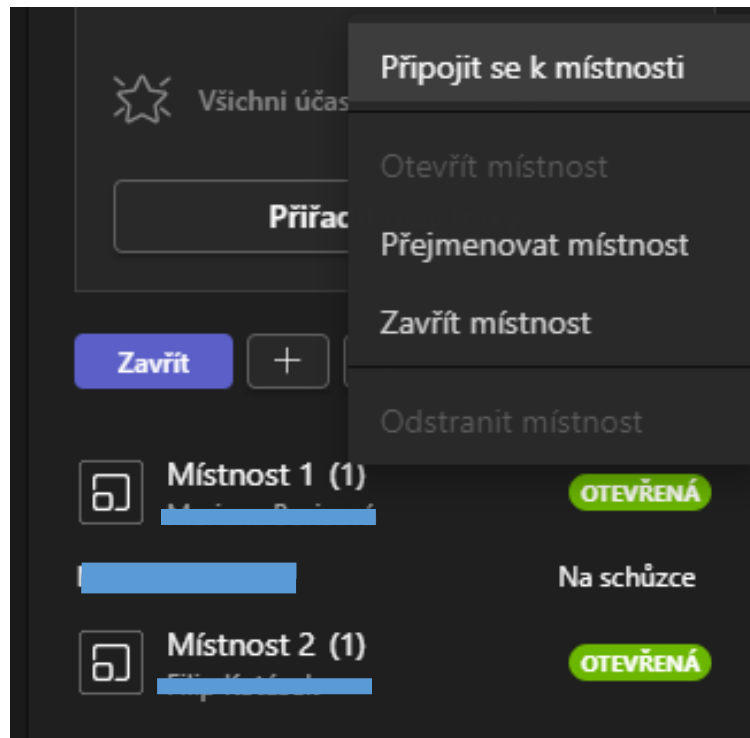 Připojit se k místnosti
Všichni účas
Otevřít místnost
Přiřad
Přejmenovat místnost
Zavřít místnost
Zavřít
Odstranit místnost
Místnost 1 (1)
OTEVŘENÁ
Na schůzce
Místnost 2 (1)
OTEVŘENÁ